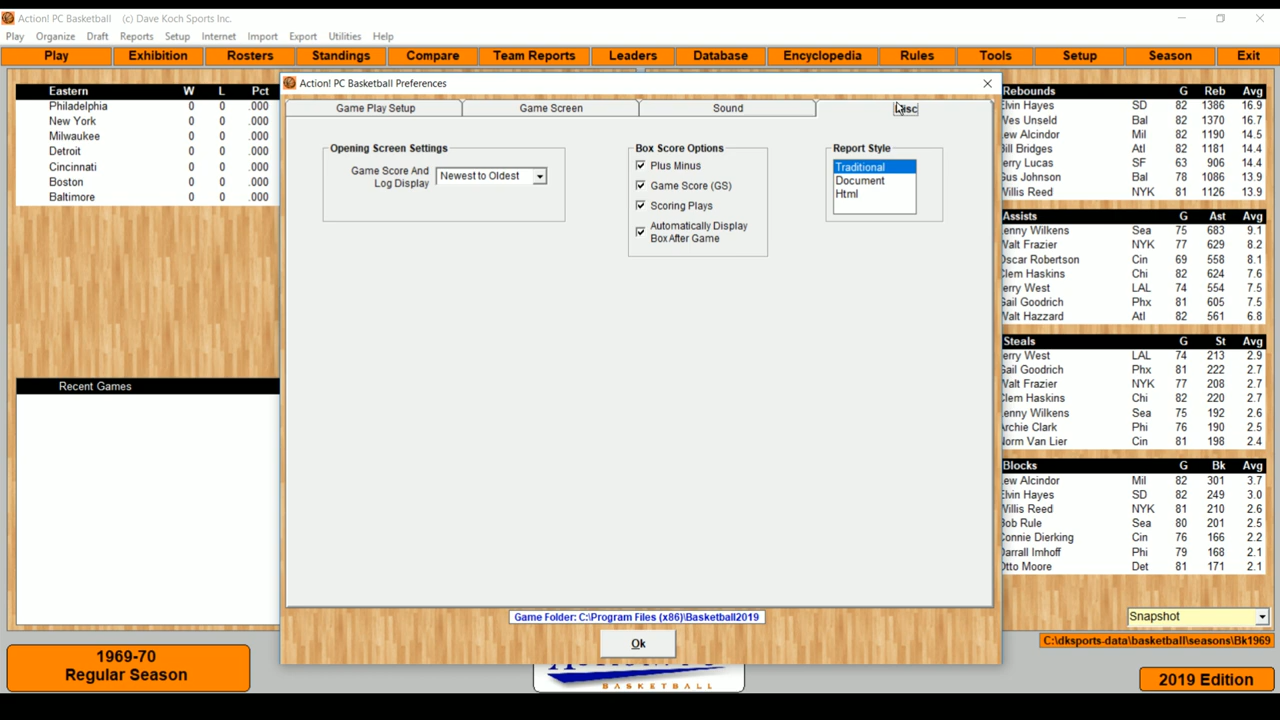 Action! PC Basketball (c) Dave Koch Sports Inc.
Play Organize Draft Reports Setup Internet Import Export Utilities Help
Play Exhibition Rosters Standings Compare Team Reports Leaders Database Encyclopedia Rules Tools Setup Season Exit
Eastern W L Pct
Philadelphia 0 0 .000
New York 0 0 .000
Milwaukee 0 0 .000
Detroit 0 0 .000
Cincinnati 0 0 .000
Boston 0 0 .000
Baltimore 0 0 .000
Recent Games
1969-70
Regular Season
Action! PC Basketball Preferences
Game Play Setup Game Screen Sound
Opening Screen Settings
Game Score And
Log Display
Newest to Oldest
Box Score Options
Plus Minus
Game Score (GS)
Scoring Plays
Automatically Display
Box After Game
Report Style
Traditional
Document
Html
Game Folder: C:\Program Files (x86)\Basketball2019
Ok
BASKETBALL
Rebounds G Reb Avg
Elvin Hayes SD 82 1386 16.9
Wes Unseld Bal 82 1370 16.7
Lew Alcindor Mil 82 1190 14.5
Bill Bridges Atl 82 1181 14.4
Jerry Lucas SF 63 906 14.4
Gus Johnson Bal 78 1086 13.9
Willis Reed NYK 81 1126 13.9
Assists G Ast Avg
Lenny Wilkens Sea 75 683 9.1
Walt Frazier NYK 77 629 8.2
Oscar Robertson Cin 69 558 8.1
Clem Haskins Chi 82 624 7.6
Jerry West LAL 74 554 7.5
Gail Goodrich Phx 81 605 7.5
Walt Hazzard Atl 82 561 6.8
Steals G St Avg
Jerry West LAL 74 213 2.9
Gail Goodrich Phx 81 222 2.7
Walt Frazier NYK 77 208 2.7
Clem Haskins Chi 82 220 2.7
Lenny Wilkens Sea 75 192 2.6
Archie Clark Phi 76 190 2.5
Norm Van Lier Cin 81 198 2.4
Blocks G Bk Avg
Lew Alcindor Mil 82 301 3.7
Elvin Hayes SD 82 249 3.0
Willis Reed NYK 81 210 2.6
Bob Rule Sea 80 201 2.5
Connie Dierking Cin 76 166 2.2
Darrall Imhoff Phi 79 168 2.1
Otto Moore Det 81 171 2.1
Snapshot
C:\dksports-data\basketball\seasons\Bk1969
2019 Edition